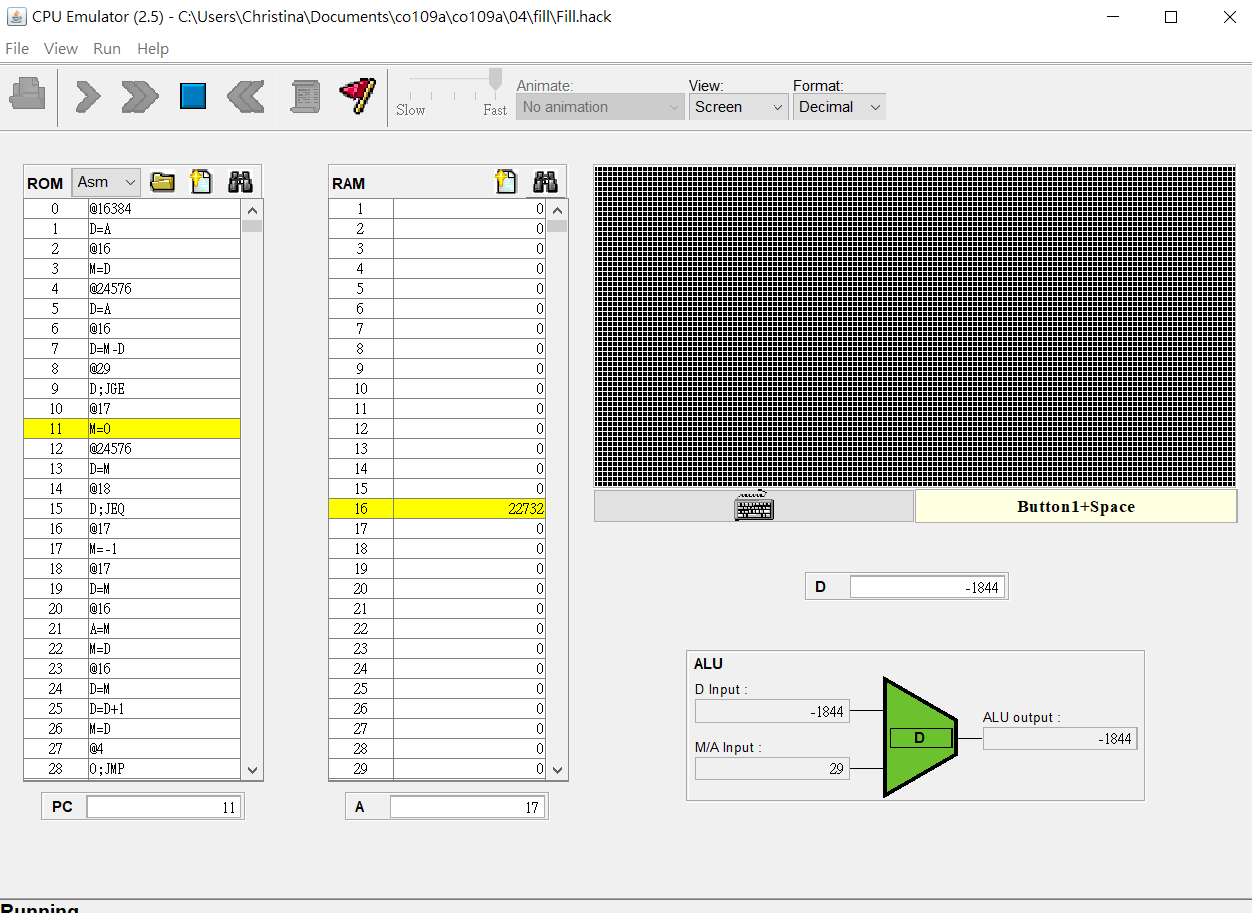 CPU Emulator (2.5) - C:\Users\Christina\Documents\co109a\co109a\04\fill\Fill.hack
File View Run Help
Slow Fast
Animate:
No animation
View:
Screen
Format:
Decimal
ROM Asm
0 @16384
1 D=A
2 @16
3 M=D
4 @24576
5 D=A
6 @16
7 D=M-D
8 @29
9 D;JGE
10 @17
11 M=0
12 @24576
13 D=M
14 @18
15 D;JEQ
16 @17
17 M=-1
18 @17
19 D=M
20 @16
21 A=M
22 M=D
23 @16
24 D=M
25 D=D+1
26 M=D
27 @4
28 0;JMP
PC 11
RAM
1 0
2 0
3 0
4 0
5 0
6 0
7 0
8 0
9 0
10 0
11 0
12 0
13 0
14 0
15 0
16 22732
17 0
18 0
19 0
20 0
21 0
22 0
23 0
24 0
25 0
26 0
27 0
28 0
29 0
A 17
Button1+Space
D -1844
ALU
D Input :
-1844
M/A Input :
29
D
ALU output :
-1844
Running